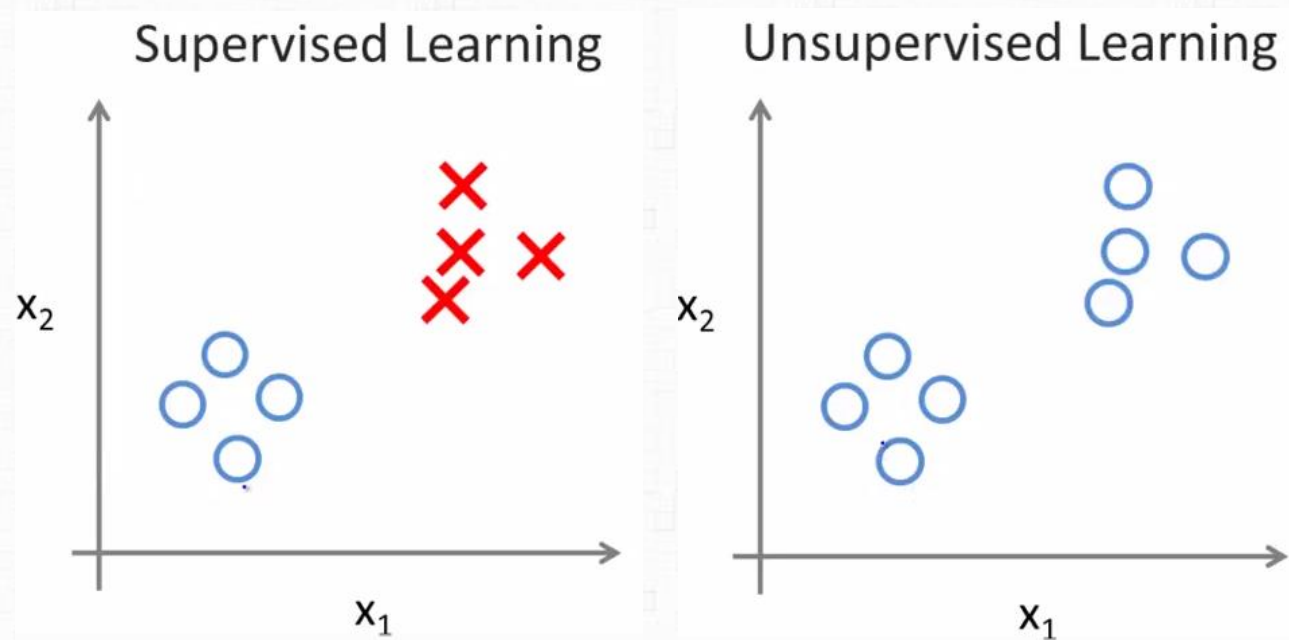 Supervised Learning
x₂
x₁
Unsupervised Learning
x₂
x₁